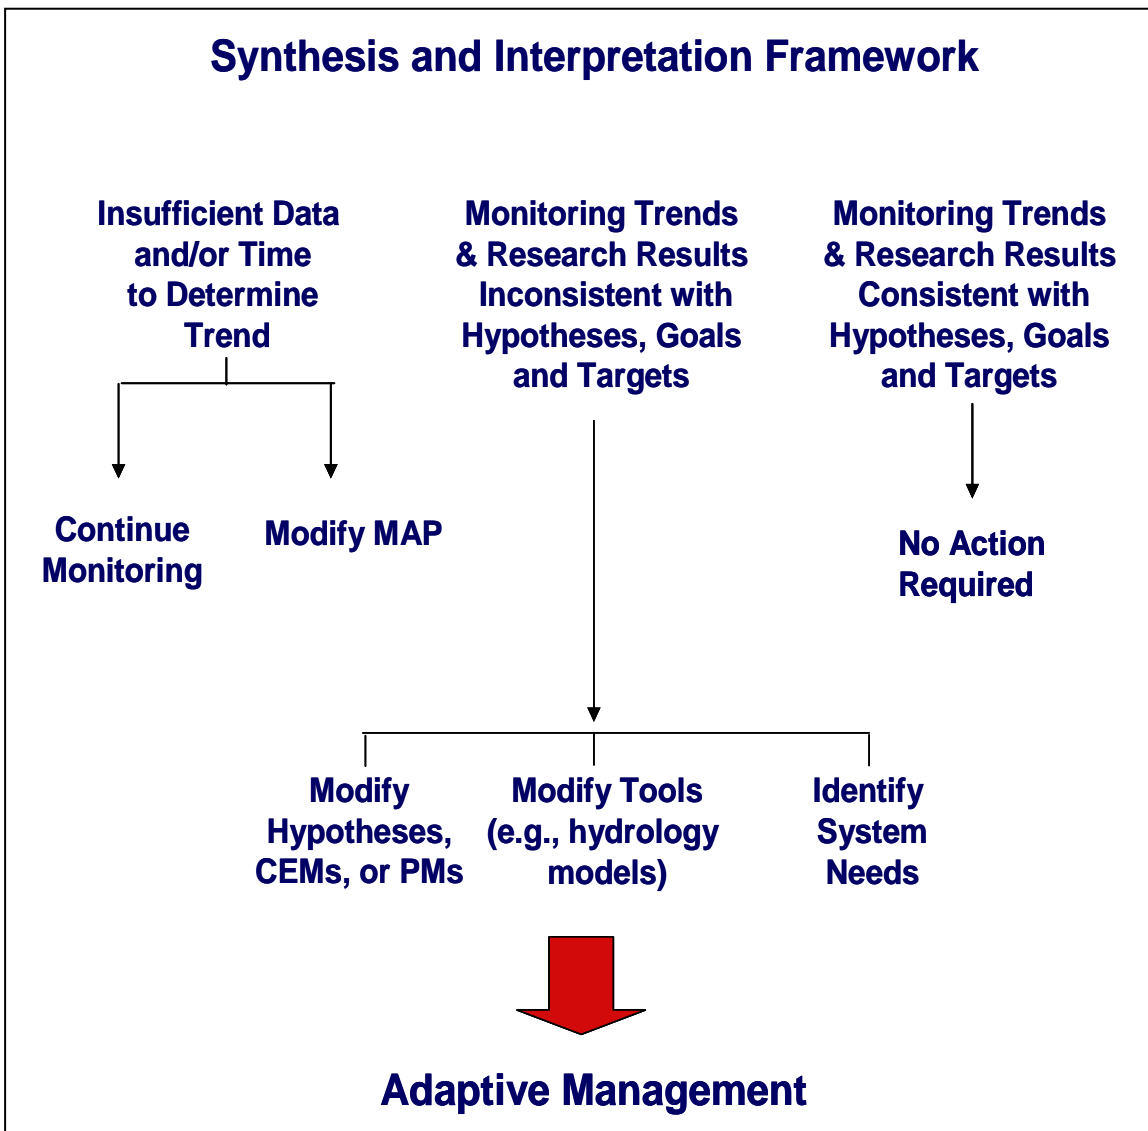 Synthesis and Interpretation Framework
Insufficient Data
and/or Time
to Determine
Trend
Monitoring Trends
& Research Results
Inconsistent with
Hypotheses, Goals
and Targets
Monitoring Trends
& Research Results
Consistent with
Hypotheses, Goals
and Targets
Continue
Monitoring
Modify MAP
No Action
Required
Modify
Hypotheses,
CEMs, or PMs
Modify Tools
(e.g., hydrology
models)
Identify
System
Needs
Adaptive Management